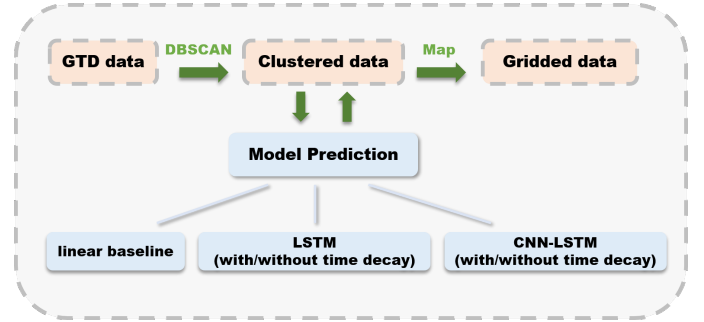 DBSCAN
Map
GTD data
Clustered data
Gridded data
Model Prediction
linear baseline
LSTM
(with/without time decay)
CNN-LSTM
(with/without time decay)